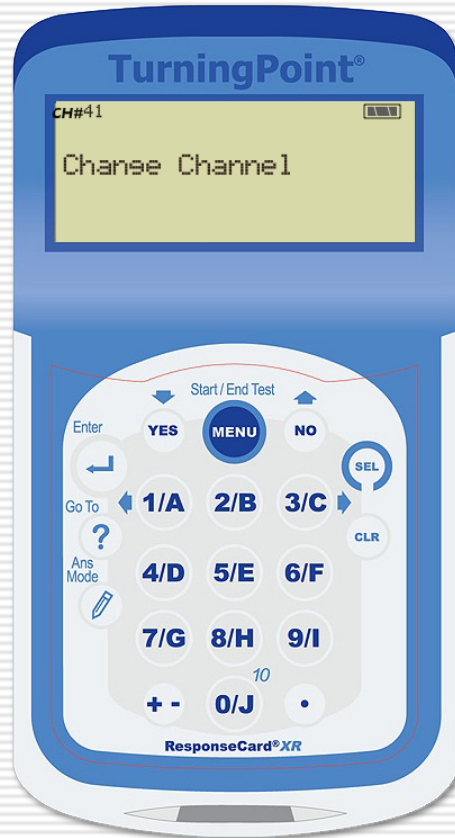 TurningPoint®
CH#41
Change Channel
Start / End Test
Enter
YES
MENU
NO
SEL
Go To
1/A
2/B
3/C
?
CLR
Ans
Mode
4/D
5/E
6/F
7/G
8/H
9/I
10
+ -
0/J
•
ResponseCard®XR